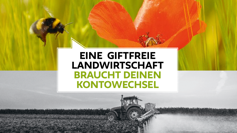 EINE GIFTFREIE
LANDWIRTSCHAFT
BRAUCHT DEINEN
KONTOWECHSEL